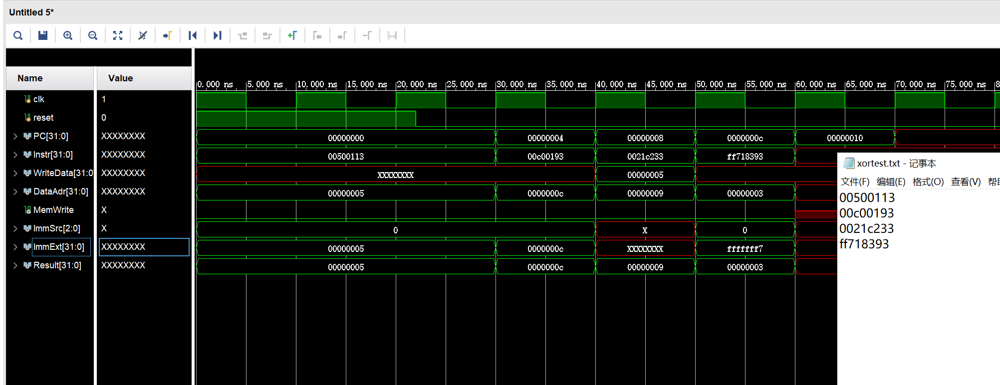 Untitled 5*
Name Value
0.000 ns 5.000 ns 10.000 ns 15.000 ns 20.000 ns 25.000 ns 30.000 ns 35.000 ns 40.000 ns 45.000 ns 50.000 ns 55.000 ns 60.000 ns 65.000 ns 70.000 ns 75.000 ns 8
clk 1
reset 0
PC[31:0] XXXXXXXX 00000000 00000004 00000008 0000000c 00000010
Instr[31:0] XXXXXXXX 00500113 00c00193 0021c233 ff718393
WriteData[31:0 XXXXXXXX XXXXXXXX 00000005
DataAdr[31:0] XXXXXXXX 00000005 0000000c 00000009 00000003
MemWrite X
ImmSrc[2:0] X 0 X 0
ImmExt[31:0] XXXXXXXX 00000005 0000000c XXXXXXXX fffffff7
Result[31:0] XXXXXXXX 00000005 0000000c 00000009 00000003
xortest.txt - 记事本
文件(F) 编辑(E) 格式(O) 查看(V) 帮
00500113
00c00193
0021c233
ff718393